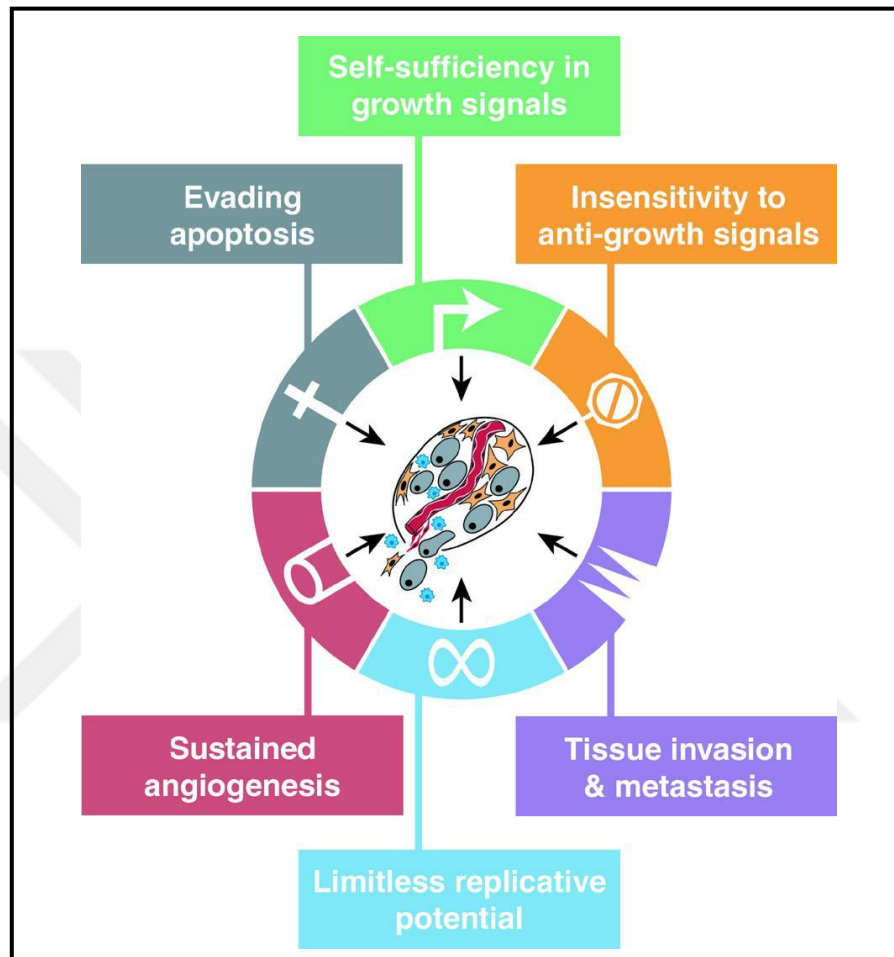 Self-sufficiency in
growth signals
Evading
apoptosis
Insensitivity to
anti-growth signals
Sustained
angiogenesis
Tissue invasion
& metastasis
Limitless replicative
potential